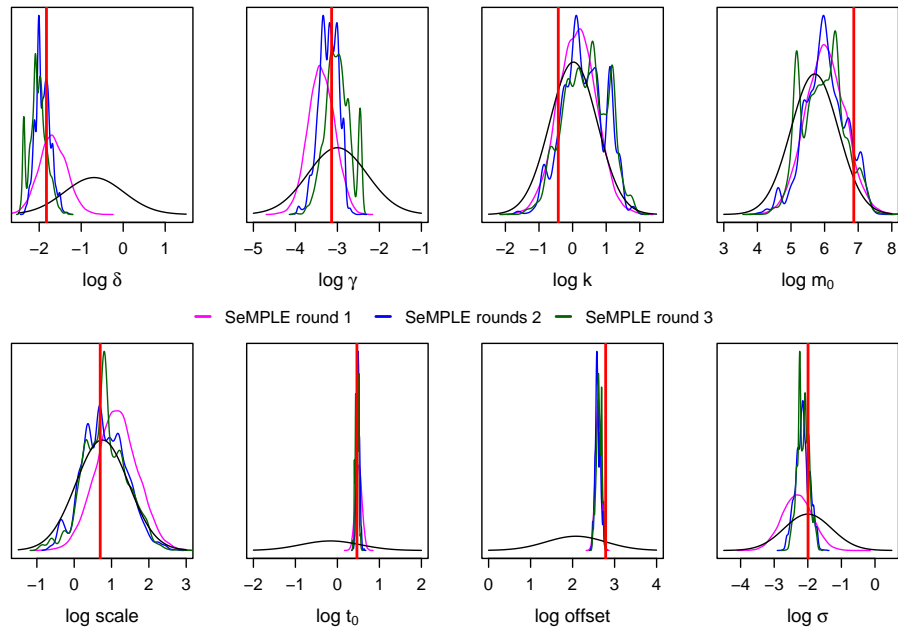 −2 −1 0 1
log δ
−5 −4 −3 −2 −1
log γ
−2 −1 0 1 2
log k
3 4 5 6 7 8
log m₀
SeMPLE round 1 SeMPLE rounds 2 SeMPLE round 3
−1 0 1 2 3
log scale
−2 −1 0 1 2
log t₀
0 1 2 3 4
log offset
−4 −2 0
log σ